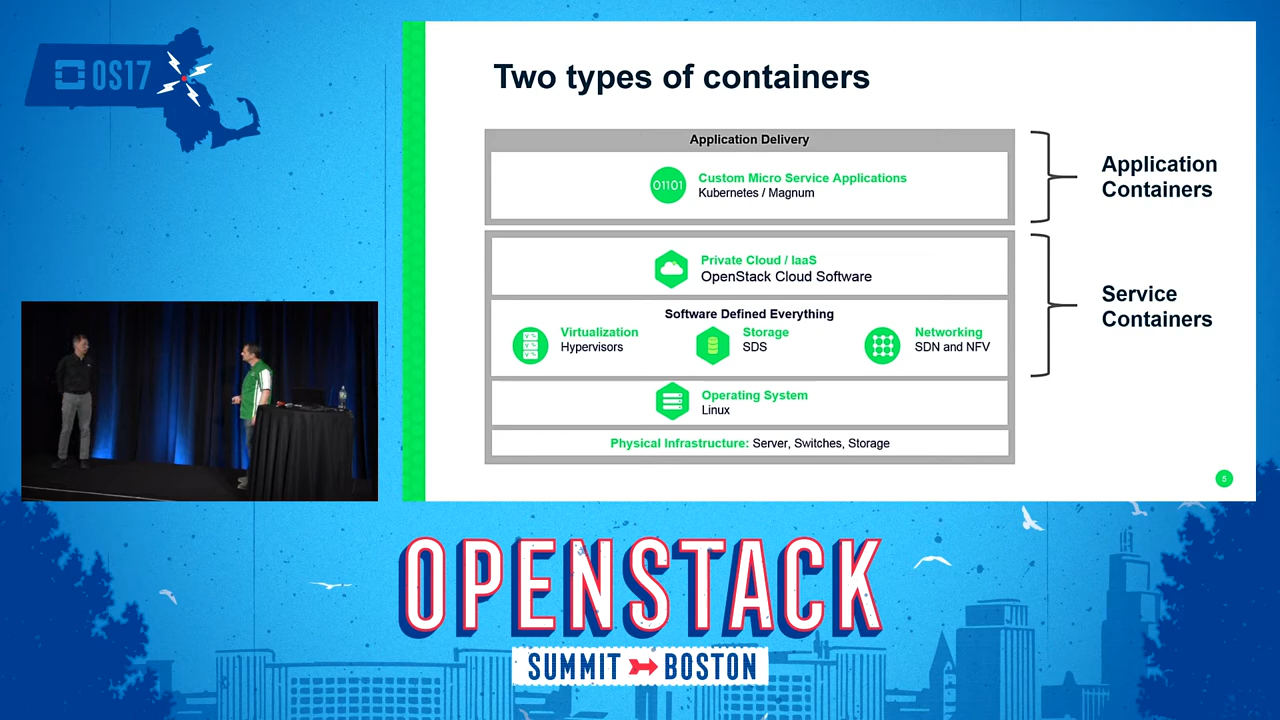 OS17
Two types of containers
Application Delivery
01101
Custom Micro Service Applications
Kubernetes / Magnum
Application
Containers
Private Cloud / IaaS
OpenStack Cloud Software
Software Defined Everything
Virtualization
Hypervisors
Storage
SDS
Networking
SDN and NFV
Service
Containers
Operating System
Linux
Physical Infrastructure: Server, Switches, Storage
5
OPENSTACK
SUMMIT BOSTON